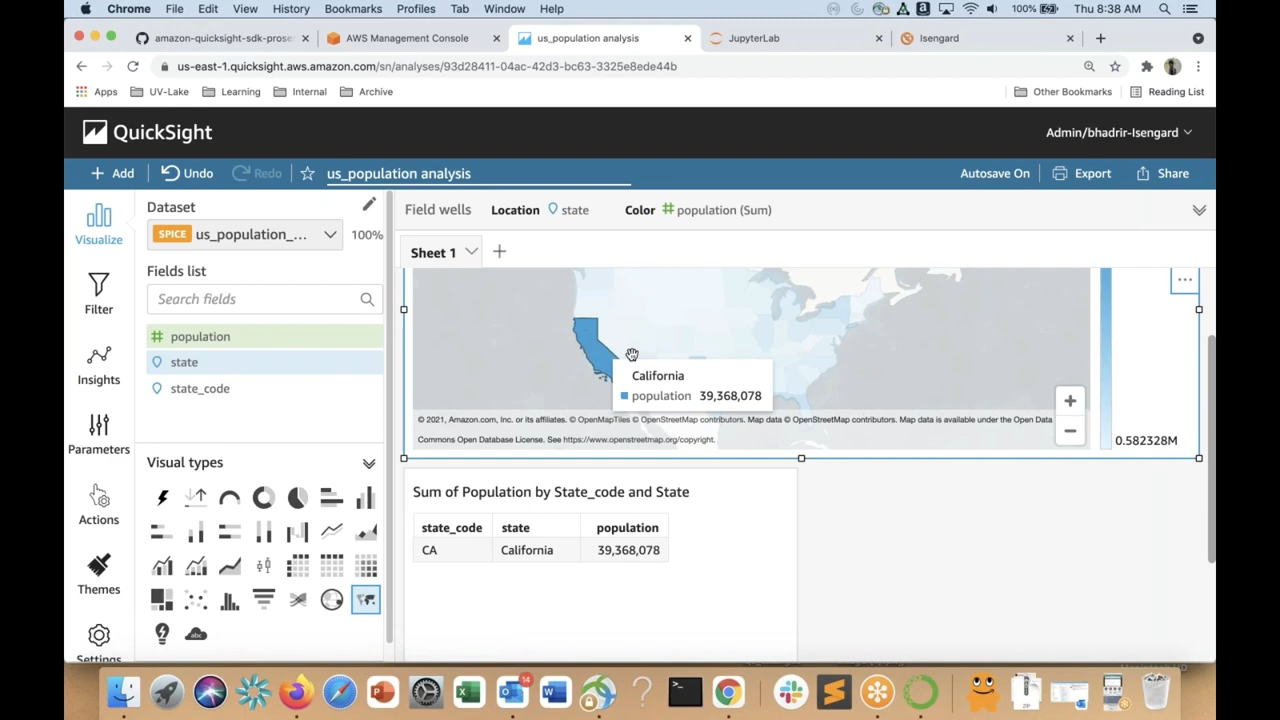 Chrome File Edit View History Bookmarks Profiles Tab Window Help 100% Thu 8:38 AM
amazon-quicksight-sdk-prose AWS Management Console us_population analysis JupyterLab Isengard
us-east-1.quicksight.aws.amazon.com/sn/analyses/93d28411-04ac-42d3-bc63-3325e8ede44b
Apps UV-Lake Learning Internal Archive Other Bookmarks Reading List
QuickSight Admin/bhadrir-Isengard
+ Add Undo Redo us_population analysis Autosave On Export Share
Visualize
Filter
Insights
Parameters
Actions
Themes
Settings
Dataset
SPICE us_population_... 100%
Fields list
Search fields
population
state
state_code
Visual types
abc
Field wells Location state Color population (Sum)
Sheet 1
California
population 39,368,078
© 2021, Amazon.com, Inc. or its affiliates. © OpenMapTiles © OpenStreetMap contributors. Map data © OpenStreetMap contributors. Map data is available under the Open Data
Commons Open Database License. See https://www.openstreetmap.org/copyright.
0.582328M
Sum of Population by State_code and State
state_code state population
CA California 39,368,078
14
ZIP